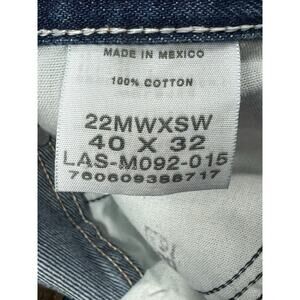 MADE IN MEXICO
100% COTTON
22MWXSW
40 X 32
LAS-M092-015
760609388717